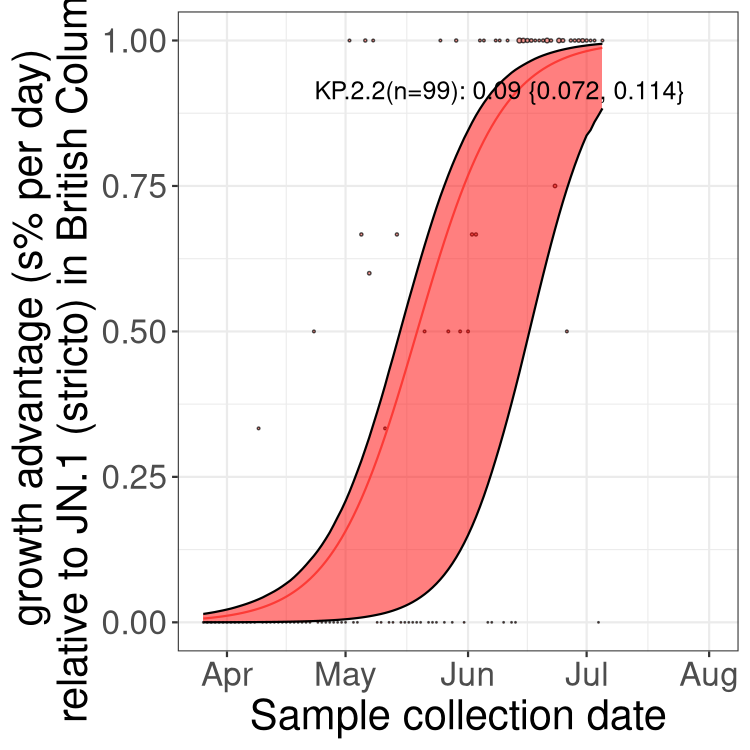 growth advantage (s% per day)
relative to JN.1 (stricto) in British Colum
1.00
0.75
0.50
0.25
0.00
KP.2.2(n=99): 0.09 {0.072, 0.114}
Apr May Jun Jul Aug
Sample collection date